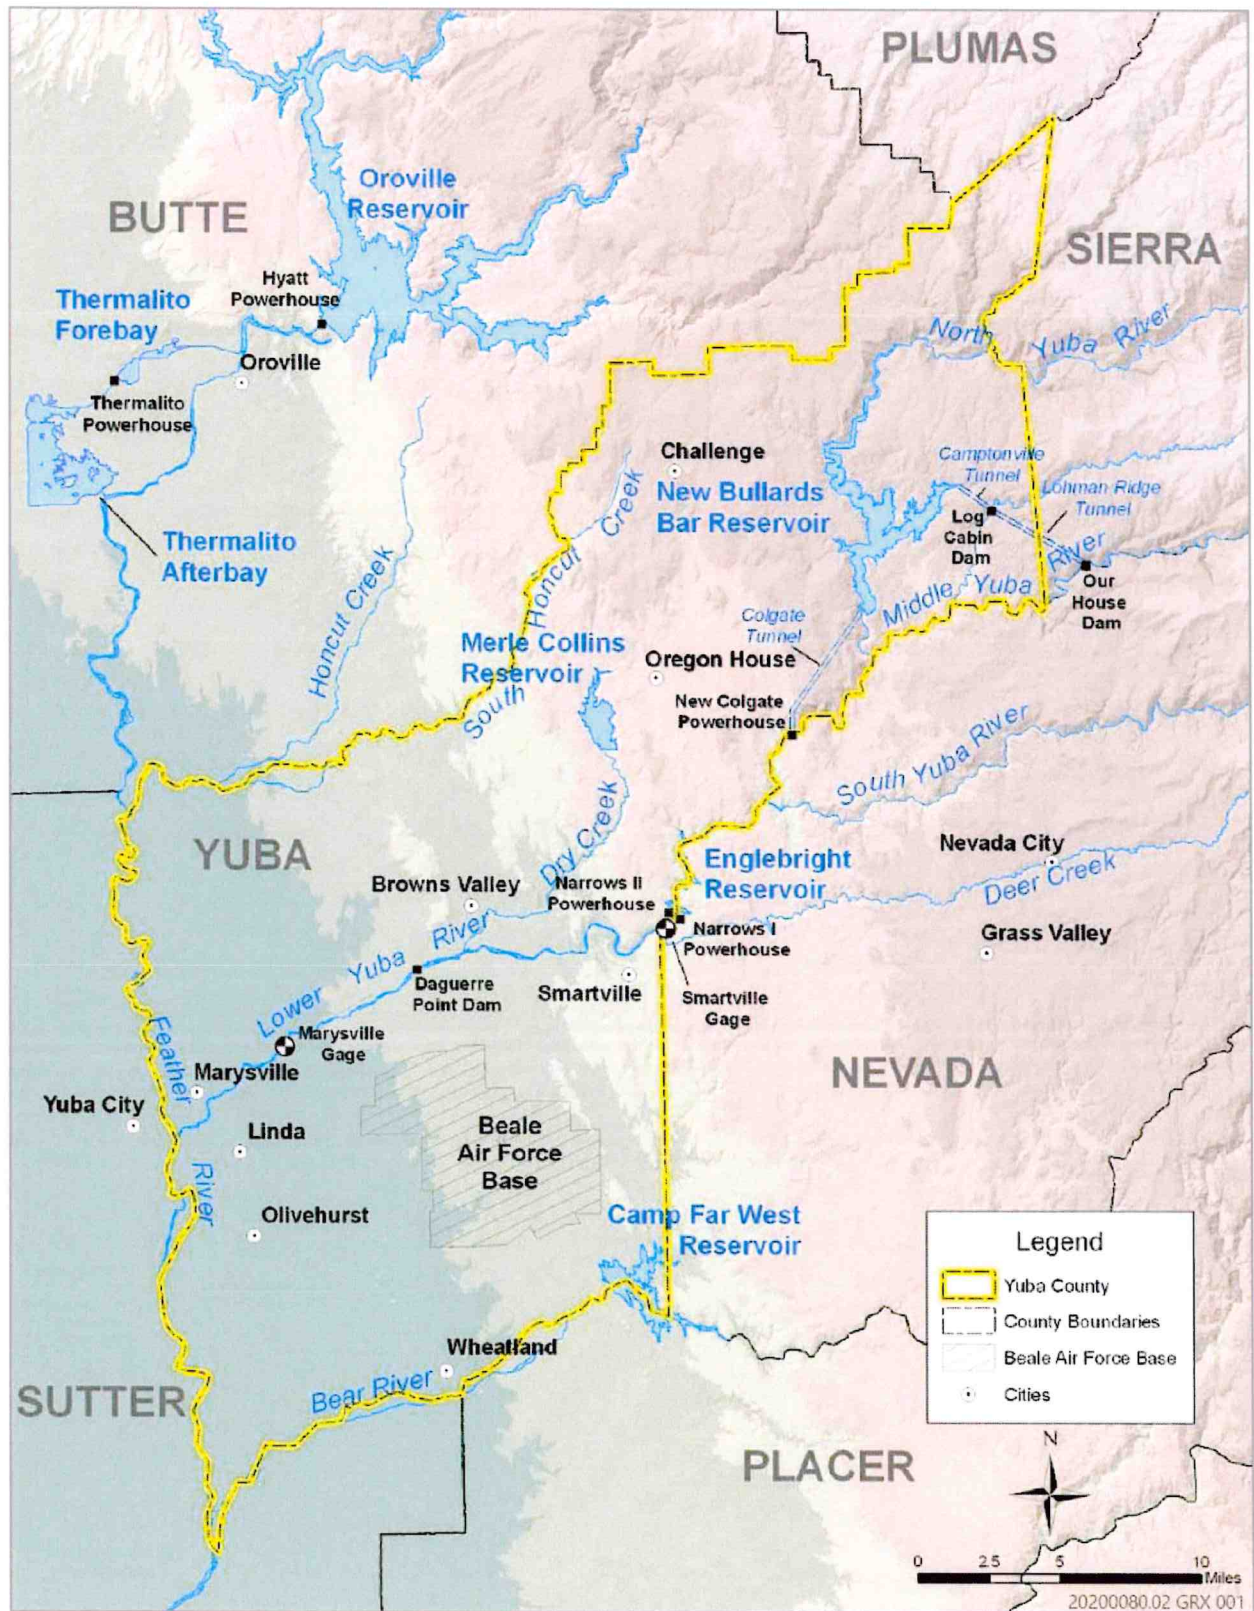 PLUMAS
Oroville
Reservoir
BUTTE
SIERRA
Hyatt
Powerhouse
Thermalito
Forebay
North Yuba River
Oroville
Thermalito
Powerhouse
Challenge
Camptonville
Tunnel
Lohman Ridge
Tunnel
New Bullards
Bar Reservoir
Log
Cabin
Dam
Thermalito
Afterbay
Our
House
Dam
Honcut Creek
South Honcut Creek
Middle Yuba River
Colgate
Tunnel
Merle Collins
Reservoir
Oregon House
New Colgate
Powerhouse
South Yuba River
YUBA
Dry Creek
Nevada City
Englebright
Reservoir
Deer Creek
Browns Valley
Narrows II
Powerhouse
Narrows I
Powerhouse
Grass Valley
Lower Yuba River
Daguerre
Point Dam
Smartville
Smartville
Gage
Marysville
Gage
Feather River
Marysville
NEVADA
Yuba City
Linda
Beale
Air Force
Base
Olivehurst
Camp Far West
Reservoir
Legend
Yuba County
County Boundaries
Beale Air Force Base
Cities
Wheatland
Bear River
SUTTER
PLACER
N
0 2.5 5 10
Miles
20200080.02 GRX 001